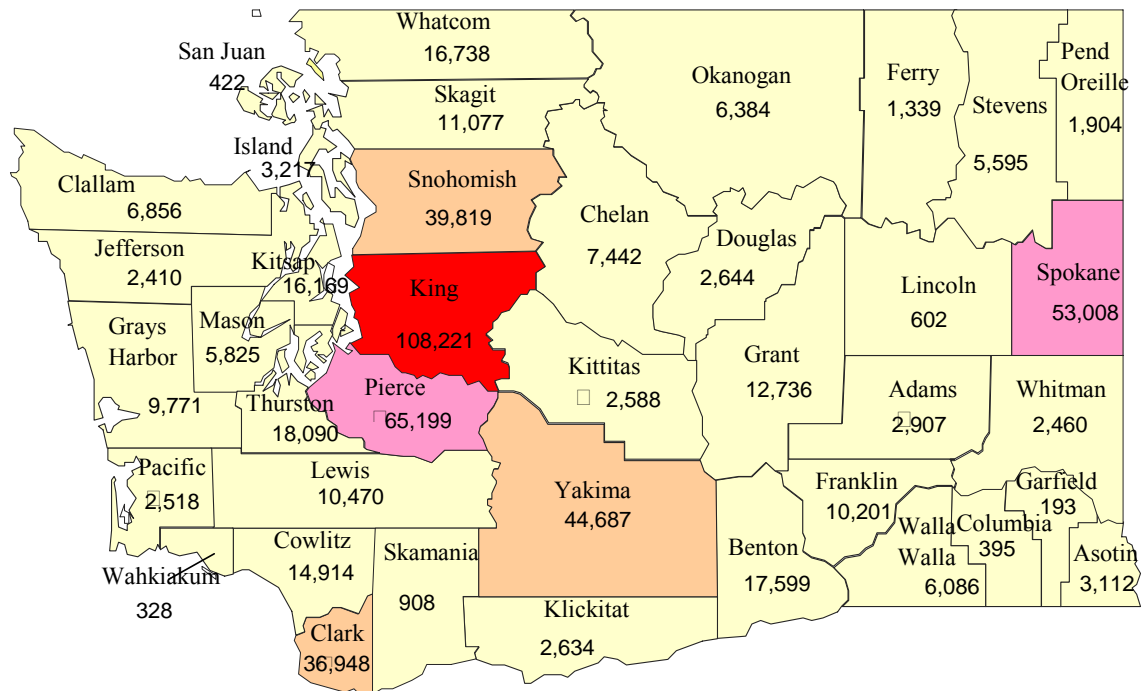 Whatcom
16,738
San Juan
422
Skagit
11,077
Okanogan
6,384
Ferry
1,339
Stevens
5,595
Pend
Oreille
1,904
Island
3,217
Clallam
6,856
Snohomish
39,819
Chelan
7,442
Douglas
2,644
Jefferson
2,410
Kitsap
16,169
King
108,221
Lincoln
602
Spokane
53,008
Grays
Harbor
9,771
Mason
5,825
Kittitas
2,588
Grant
12,736
Adams
2,907
Whitman
2,460
Thurston
18,090
Pierce
65,199
Pacific
2,518
Lewis
10,470
Yakima
44,687
Franklin
10,201
Garfield
193
Wahkiakum
328
Cowlitz
14,914
Skamania
908
Benton
17,599
Walla
Walla
6,086
Columbia
395
Asotin
3,112
Clark
36,948
Klickitat
2,634